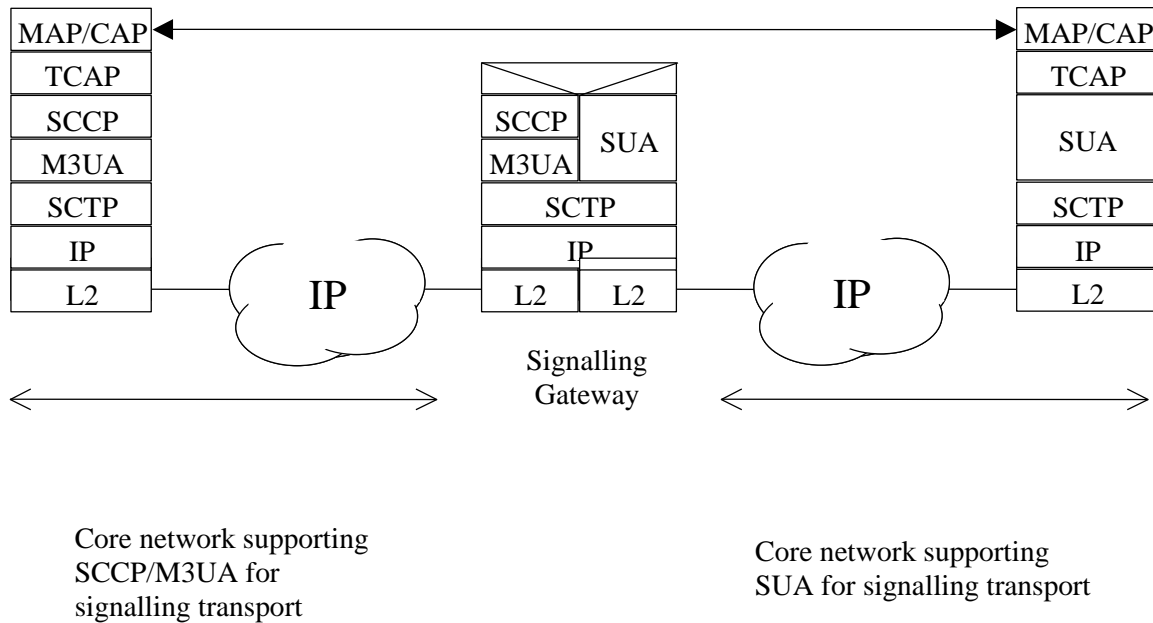 MAP/CAP
TCAP
SCCP
M3UA
SCTP
IP
L2
IP
SCCP
M3UA
SUA
SCTP
IP
L2
L2
Signalling
Gateway
IP
MAP/CAP
TCAP
SUA
SCTP
IP
L2
Core network supporting
SCCP/M3UA for
signalling transport
Core network supporting
SUA for signalling transport